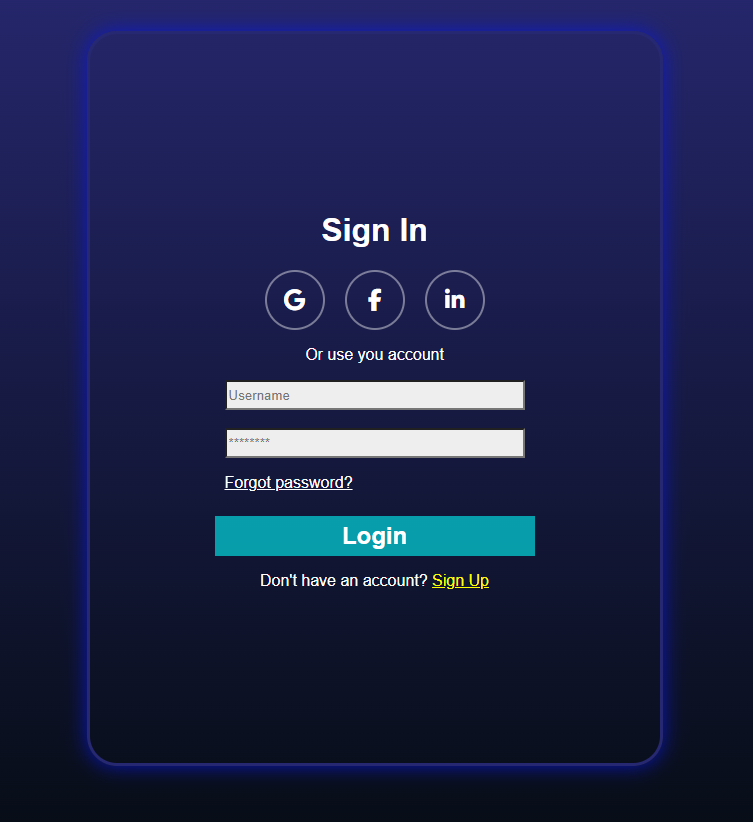 Sign In
G f in
Or use you account
Username
********
Forgot password?
Login
Don't have an account? Sign Up